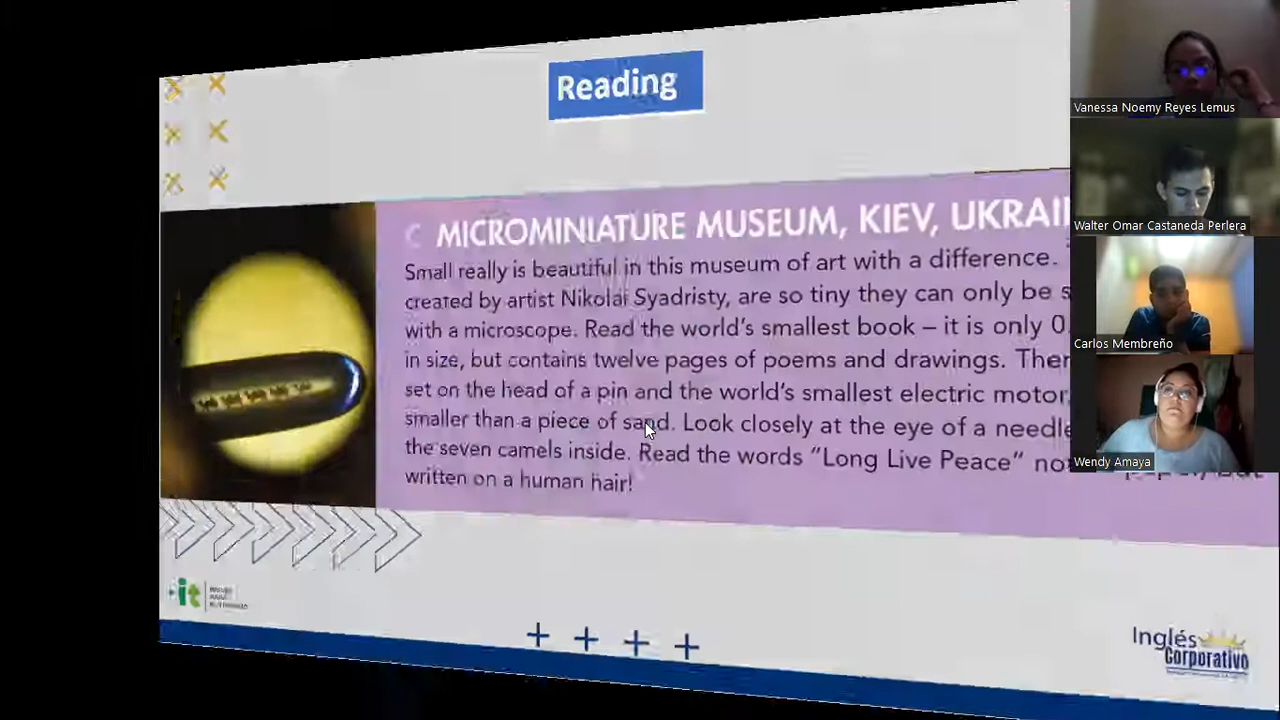 Reading
C MICROMINIATURE MUSEUM, KIEV, UKRAI
Small really is beautiful in this museum of art with a difference.
created by artist Nikolai Syadristy, are so tiny they can only be s
with a microscope. Read the world's smallest book – it is only 0.
in size, but contains twelve pages of poems and drawings. Ther
set on the head of a pin and the world's smallest electric motor
smaller than a piece of sand. Look closely at the eye of a needle
the seven camels inside. Read the words "Long Live Peace" no
written on a human hair!
it
Inglés
Corporativo
Vanessa Noemy Reyes Lemus
Walter Omar Castaneda Perlera
Carlos Membreño
Wendy Amaya